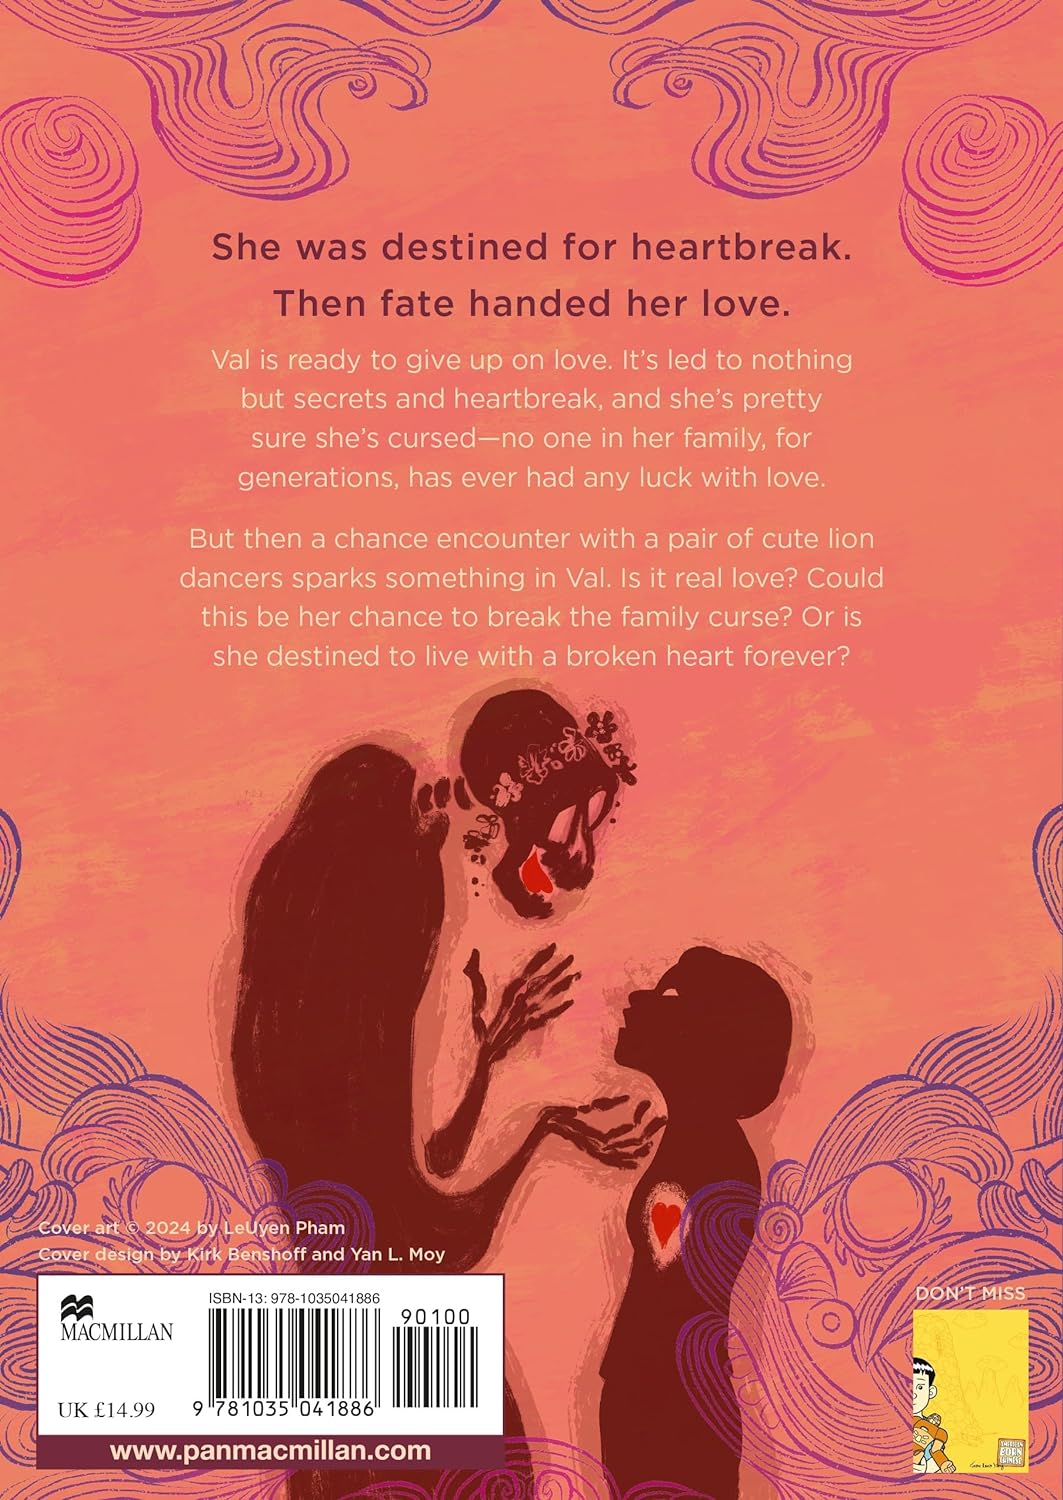 She was destined for heartbreak.
Then fate handed her love.
Val is ready to give up on love. It's led to nothing
but secrets and heartbreak, and she's pretty
sure she's cursed—no one in her family, for
generations, has ever had any luck with love.
But then a chance encounter with a pair of cute lion
dancers sparks something in Val. Is it real love? Could
this be her chance to break the family curse? Or is
she destined to live with a broken heart forever?
Cover art © 2024 by LeUyen Pham
Cover design by Kirk Benshoff and Yan L. Moy
ISBN-13: 978-1035041886
90100
MACMILLAN
UK £14.99
9 781035 041886
www.panmacmillan.com
DON'T MISS
AMERICAN
BORN
CHINESE
Gene Luen Yang